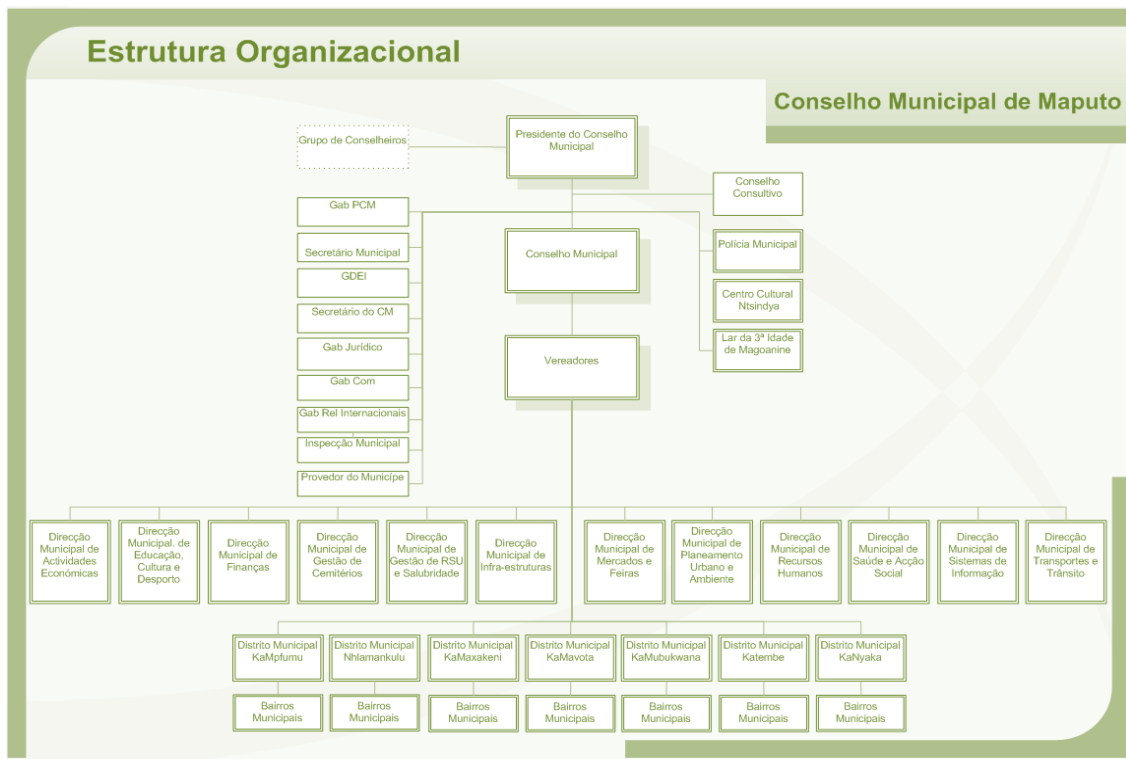 Estrutura Organizacional
Conselho Municipal de Maputo
Grupo de Conselheiros
Presidente do Conselho
Municipal
Conselho
Consultivo
Gab PCM
Secretário Municipal
GDEI
Secretário do CM
Gab Jurídico
Gab Com
Gab Rel Internacionais
Inspecção Municipal
Provedor do Municípe
Conselho Municipal
Vereadores
Polícia Municipal
Centro Cultural
Ntsindya
Lar da 3ª Idade
de Magoanine
Direcção
Municipal de
Actividades
Económicas
Direcção
Municipal. de
Educação,
Cultura e
Desporto
Direcção
Municipal de
Finanças
Direcção
Municipal de
Gestão de
Cemitérios
Direcção
Municipal de
Gestão de RSU
e Salubridade
Direcção
Municipal de
Infra-estruturas
Direcção
Municipal de
Mercados e
Feiras
Direcção
Municipal de
Planeamento
Urbano e
Ambiente
Direcção
Municipal de
Recursos
Humanos
Direcção
Municipal de
Saúde e Acção
Social
Direcção
Municipal de
Sistemas de
Informação
Direcção
Municipal de
Transportes e
Trânsito
Distrito Municipal
KaMpfumu
Distrito Municipal
Nhlamankulu
Distrito Municipal
KaMaxakeni
Distrito Municipal
KaMavota
Distrito Municipal
KaMubukwana
Distrito Municipal
Katembe
Distrito Municipal
KaNyaka
Bairros
Municipais
Bairros
Municipais
Bairros
Municipais
Bairros
Municipais
Bairros
Municipais
Bairros
Municipais
Bairros
Municipais